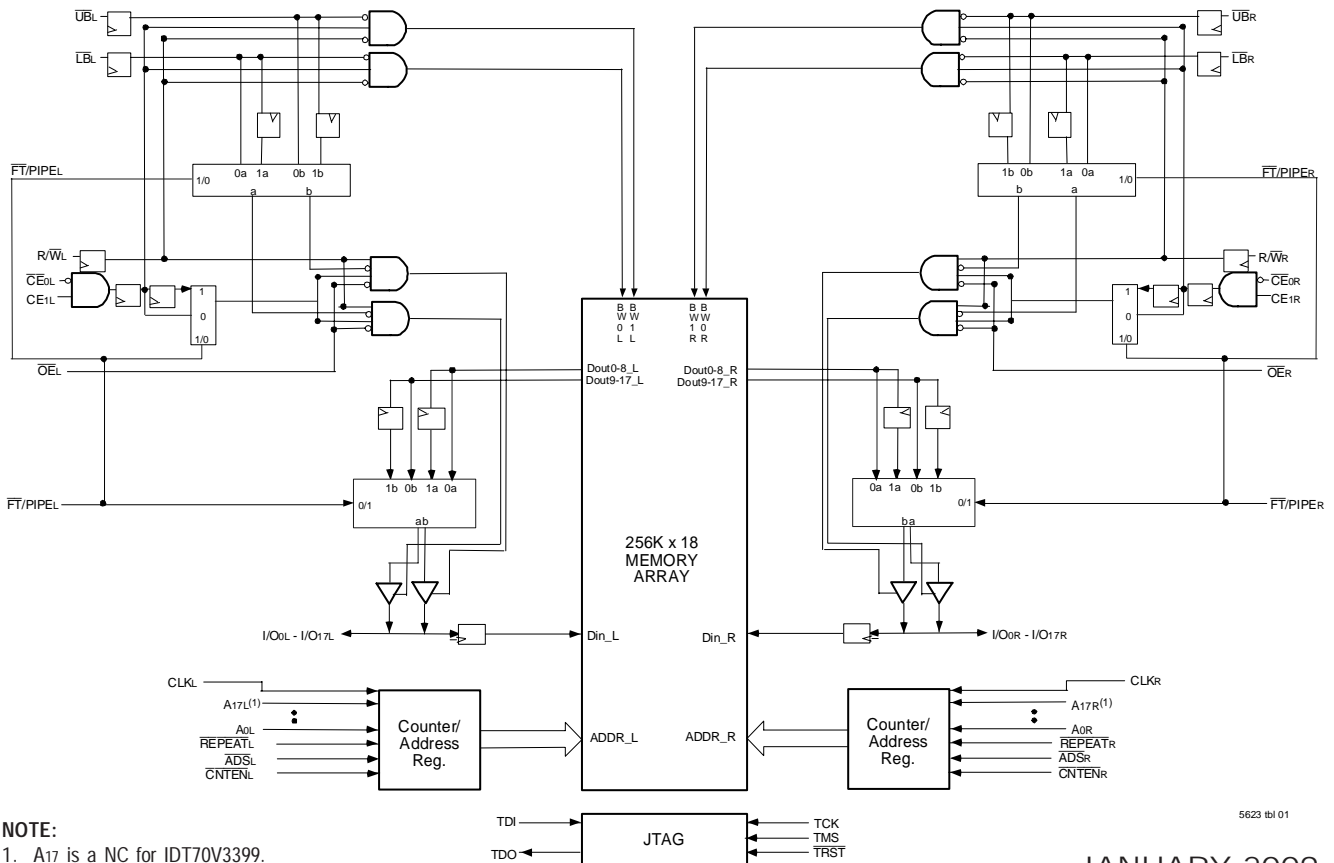 UBL
UBR
LBL
LBR
FT/PIPEL
1/0
0a 1a
0b 1b
a
b
1b 0b
1a 0a
b
a
1/0
FT/PIPER
R/WL
CE0L
CE1L
1
0
1/0
R/WR
CE0R
CE1R
1
0
1/0
OEL
OER
BW0L
BW1L
BW1R
BW0R
Dout0-8_L
Dout9-17_L
Dout0-8_R
Dout9-17_R
1b 0b 1a 0a
0/1
ab
0a 1a 0b 1b
0/1
ba
FT/PIPEL
FT/PIPER
256K x 18
MEMORY
ARRAY
I/O0L - I/O17L
Din_L
Din_R
I/O0R - I/O17R
CLKL
A17L(1)
A0L
REPEATL
ADSL
CNTENL
Counter/
Address
Reg.
ADDR_L
ADDR_R
Counter/
Address
Reg.
CLKR
A17R(1)
A0R
REPEATR
ADSR
CNTENR
5623 tbl 01
TDI
TDO
JTAG
TCK
TMS
TRST
NOTE:
1. A17 is a NC for IDT70V3399.